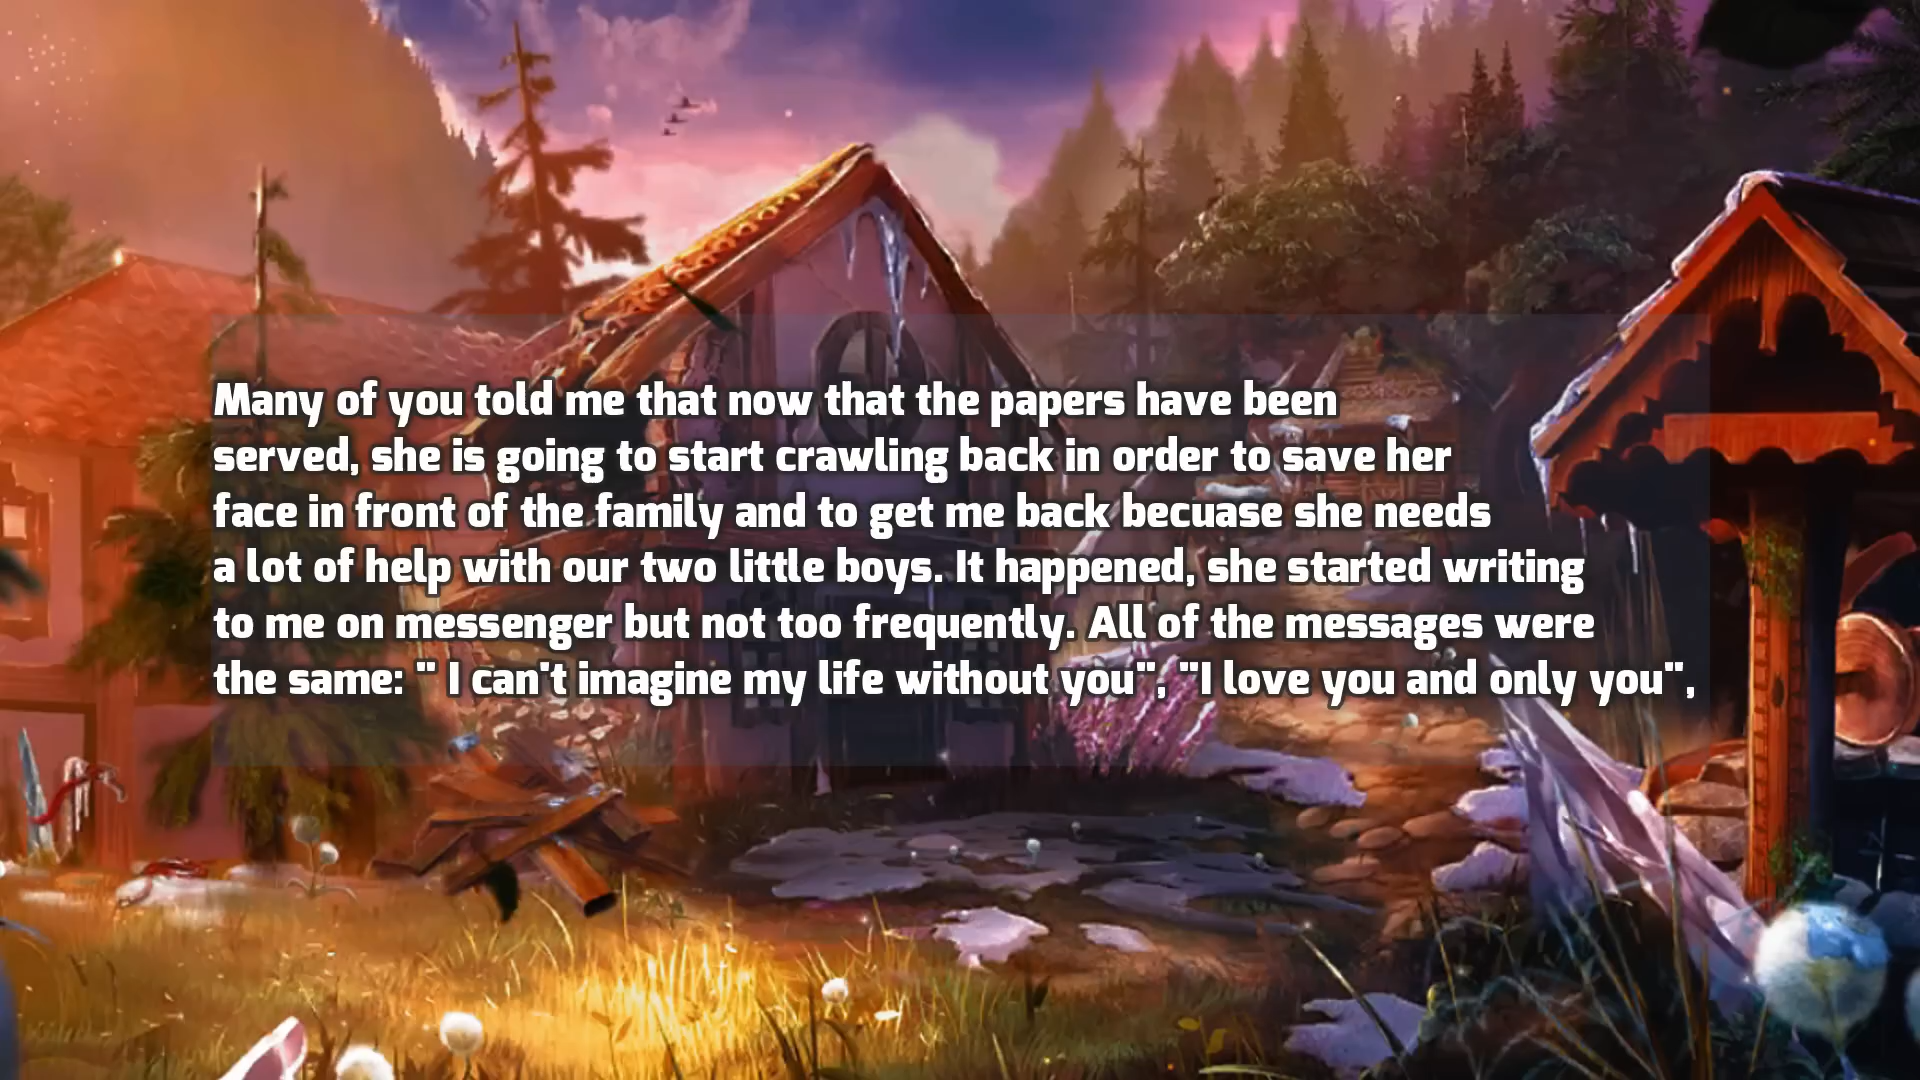 Many of you told me that now that the papers have been
served, she is going to start crawling back in order to save her
face in front of the family and to get me back becuase she needs
a lot of help with our two little boys. It happened, she started writing
to me on messenger but not too frequently. All of the messages were
the same: " I can't imagine my life without you", "I love you and only you",